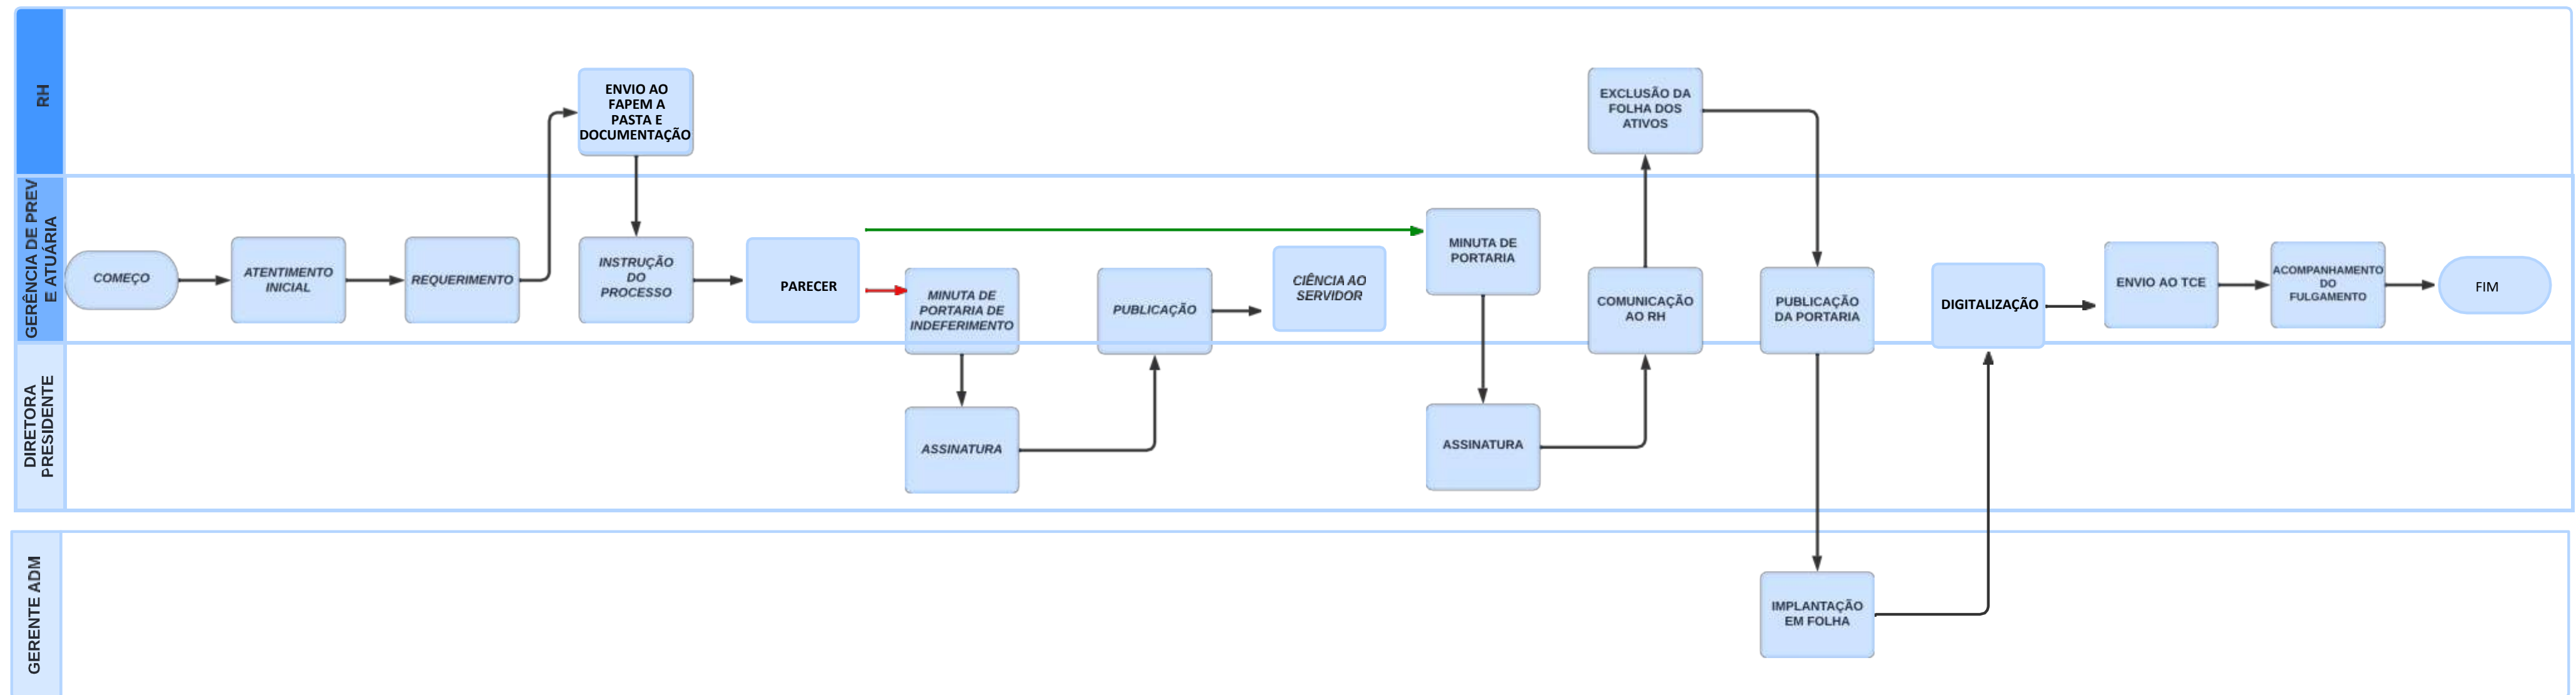 RH
ENVIO AO
FAPEM A
PASTA E
DOCUMENTAÇÃO
EXCLUSÃO DA
FOLHA DOS
ATIVOS
GERÊNCIA DE PREV
E ATUÁRIA
COMEÇO
ATENTIMENTO
INICIAL
REQUERIMENTO
INSTRUÇÃO
DO
PROCESSO
PARECER
MINUTA DE
PORTARIA DE
INDEFERIMENTO
PUBLICAÇÃO
CIÊNCIA AO
SERVIDOR
MINUTA DE
PORTARIA
COMUNICAÇÃO
AO RH
PUBLICAÇÃO
DA PORTARIA
DIGITALIZAÇÃO
ENVIO AO TCE
ACOMPANHAMENTO
DO
FULGAMENTO
FIM
DIRETORA
PRESIDENTE
ASSINATURA
ASSINATURA
GERENTE ADM
IMPLANTAÇÃO
EM FOLHA